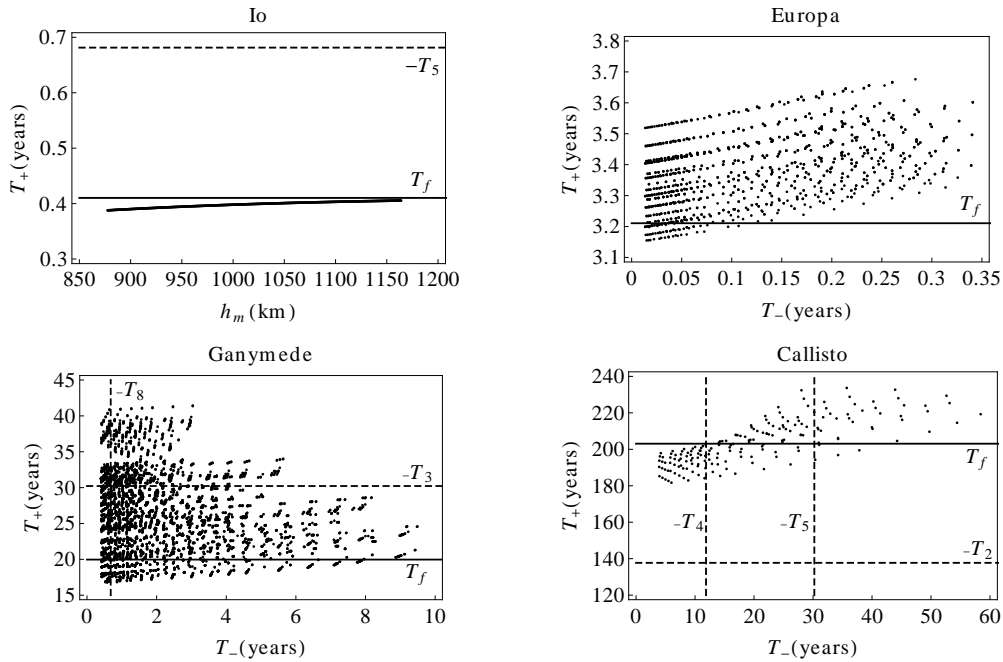 Io
0.7
0.6
0.5
0.4
0.3
T+(years)
−T5
Tf
850 900 950 1000 1050 1100 1150 1200
hm(km)
Europa
3.8
3.7
3.6
3.5
3.4
3.3
3.2
3.1
T+(years)
Tf
0 0.05 0.1 0.15 0.2 0.25 0.3 0.35
T−(years)
Ganymede
45
40
35
30
25
20
15
T+(years)
−T8
−T3
Tf
0 2 4 6 8 10
T−(years)
Callisto
240
220
200
180
160
140
120
T+(years)
Tf
−T4 −T5
−T2
0 10 20 30 40 50 60
T−(years)